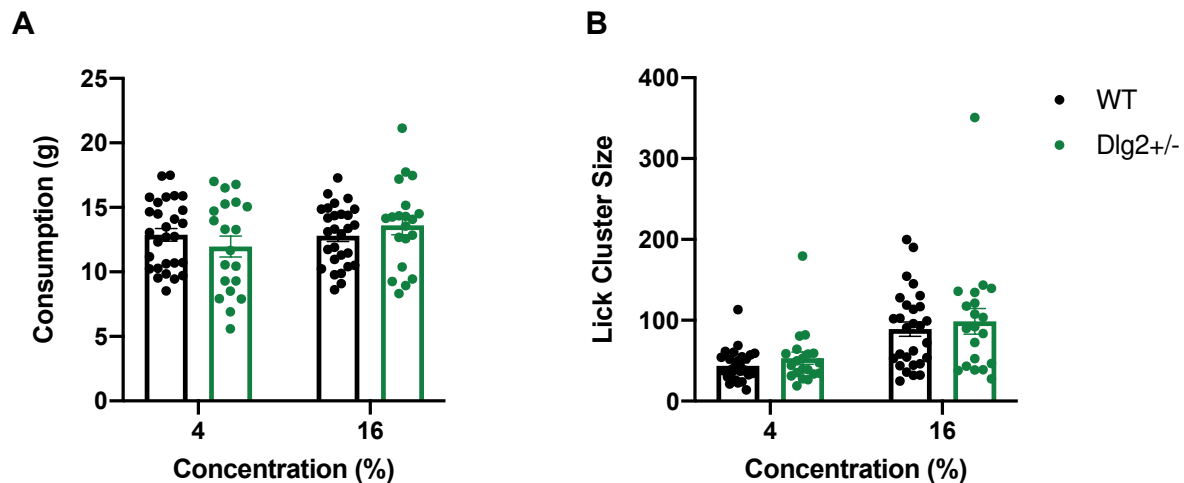 A
Consumption (g)
25
20
15
10
5
0
4
16
Concentration (%)
B
Lick Cluster Size
400
300
200
100
0
4
16
Concentration (%)
WT
Dlg2+/-